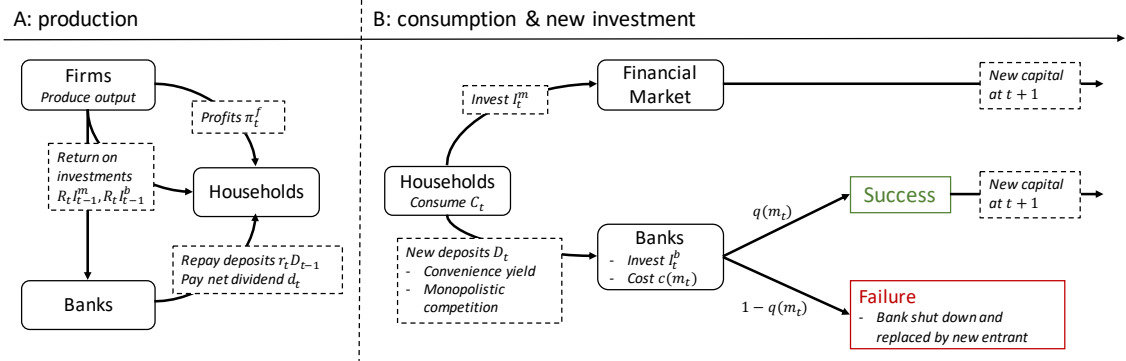 A: production
B: consumption & new investment
Firms
Produce output
Profits π_t^f
Return on
investments
R_t I_{t-1}^m, R_t I_{t-1}^b
Households
Repay deposits r_t D_{t-1}
Pay net dividend d_t
Banks
Invest I_t^m
Financial
Market
New capital
at t + 1
Households
Consume C_t
New deposits D_t
- Convenience yield
- Monopolistic
competition
Banks
- Invest I_t^b
- Cost c(m_t)
q(m_t)
Success
New capital
at t + 1
1 − q(m_t)
Failure
- Bank shut down and
replaced by new entrant